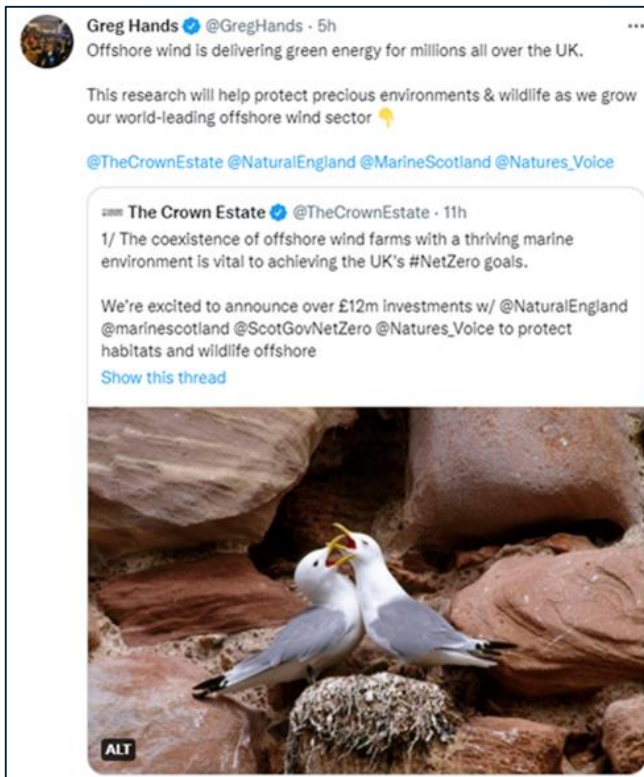 Greg Hands @GregHands · 5h
Offshore wind is delivering green energy for millions all over the UK.
This research will help protect precious environments & wildlife as we grow
our world-leading offshore wind sector 👇
@TheCrownEstate @NaturalEngland @MarineScotland @Natures_Voice
The Crown Estate @TheCrownEstate · 11h
1/ The coexistence of offshore wind farms with a thriving marine
environment is vital to achieving the UK's #NetZero goals.
We're excited to announce over £12m investments w/ @NaturalEngland
@marinescotland @ScotGovNetZero @Natures_Voice to protect
habitats and wildlife offshore
Show this thread
ALT